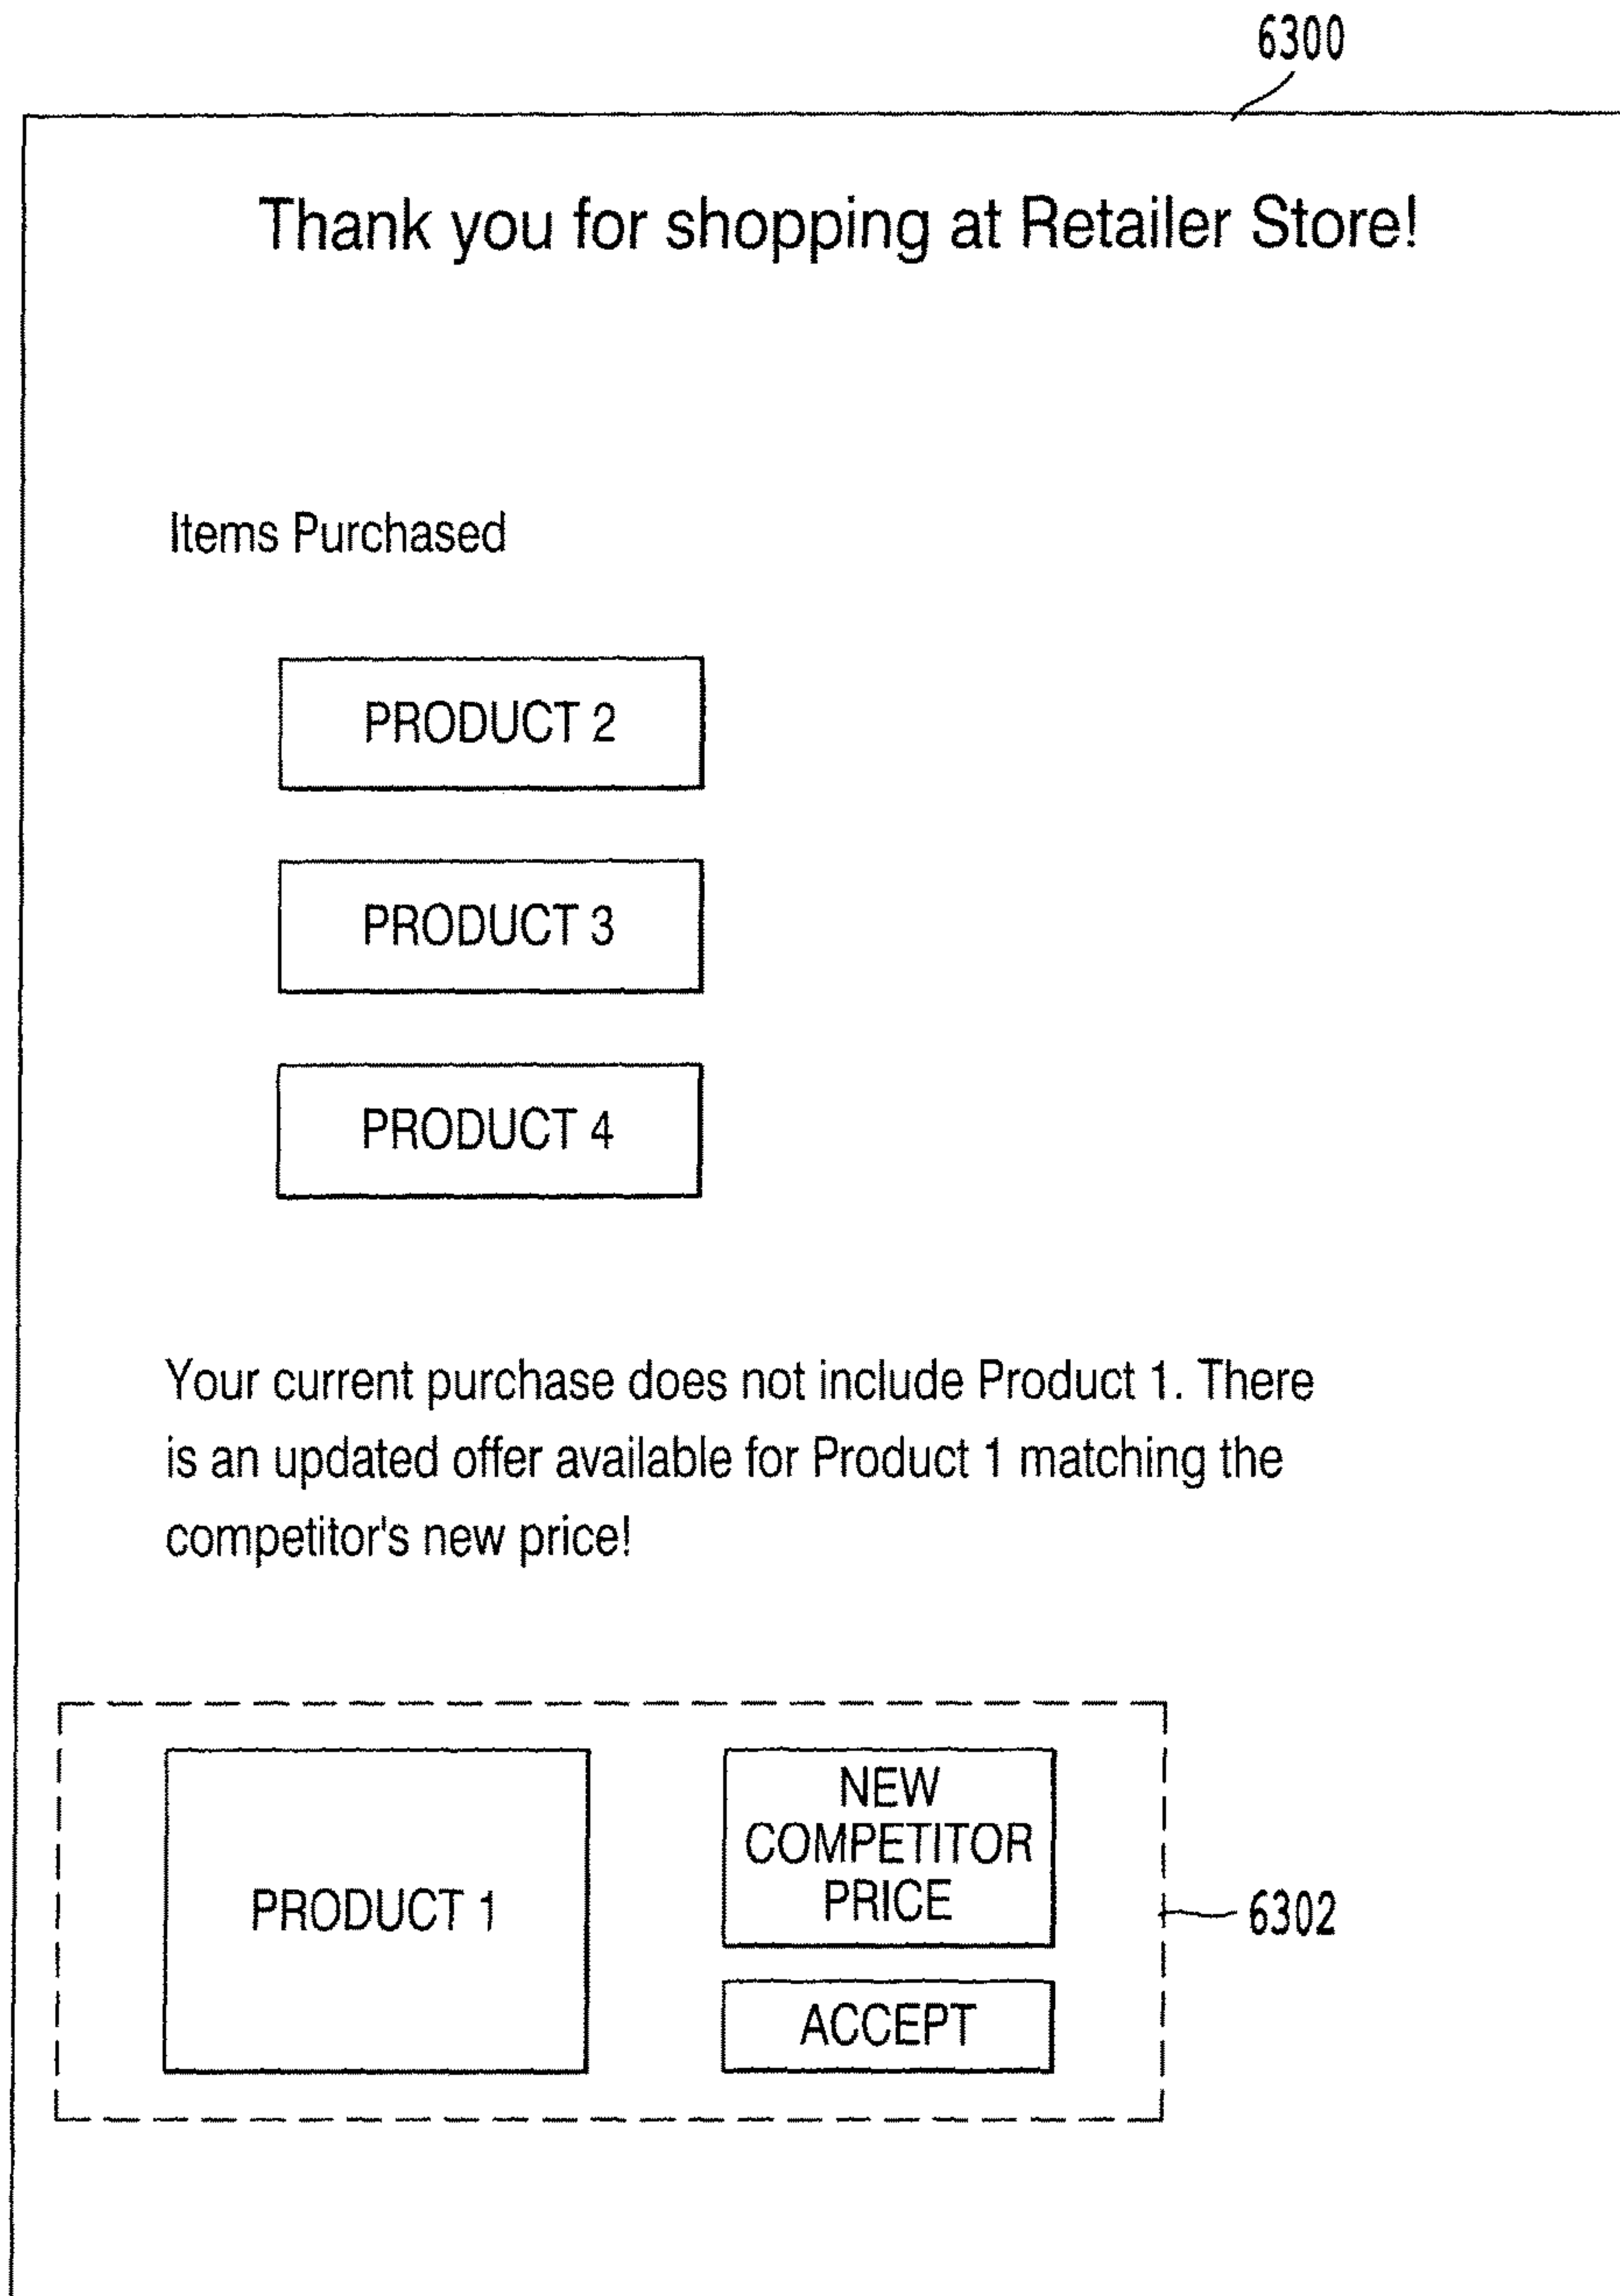 6300
Thank you for shopping at Retailer Store!
Items Purchased
PRODUCT 2
PRODUCT 3
PRODUCT 4
Your current purchase does not include Product 1. There
is an updated offer available for Product 1 matching the
competitor's new price!
PRODUCT 1
NEW
COMPETITOR
PRICE
ACCEPT
6302